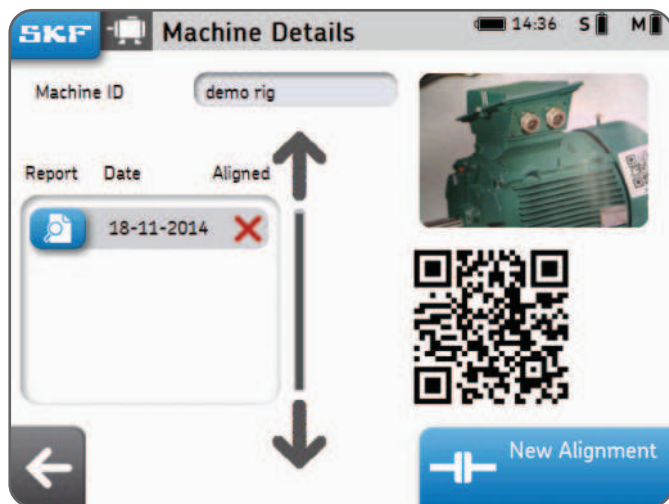 SKF Machine Details 14:36 S M
Machine ID demo rig
Report Date Aligned
18-11-2014
New Alignment